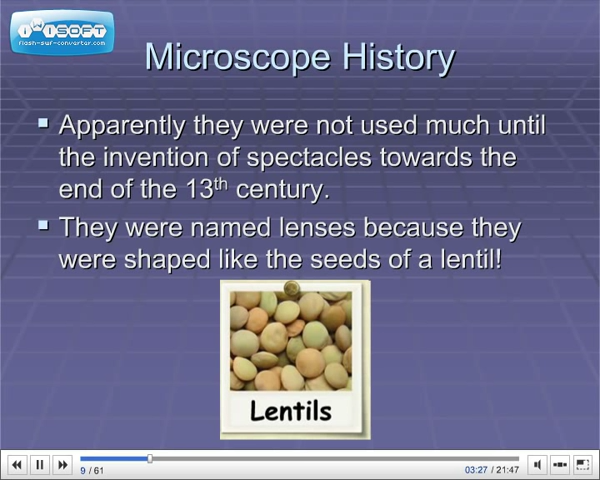 iWiSOFT
flash-swf-converter.com
Microscope History
Apparently they were not used much until
the invention of spectacles towards the
end of the 13th century.
They were named lenses because they
were shaped like the seeds of a lentil!
Lentils
9 / 61
03:27 / 21:47